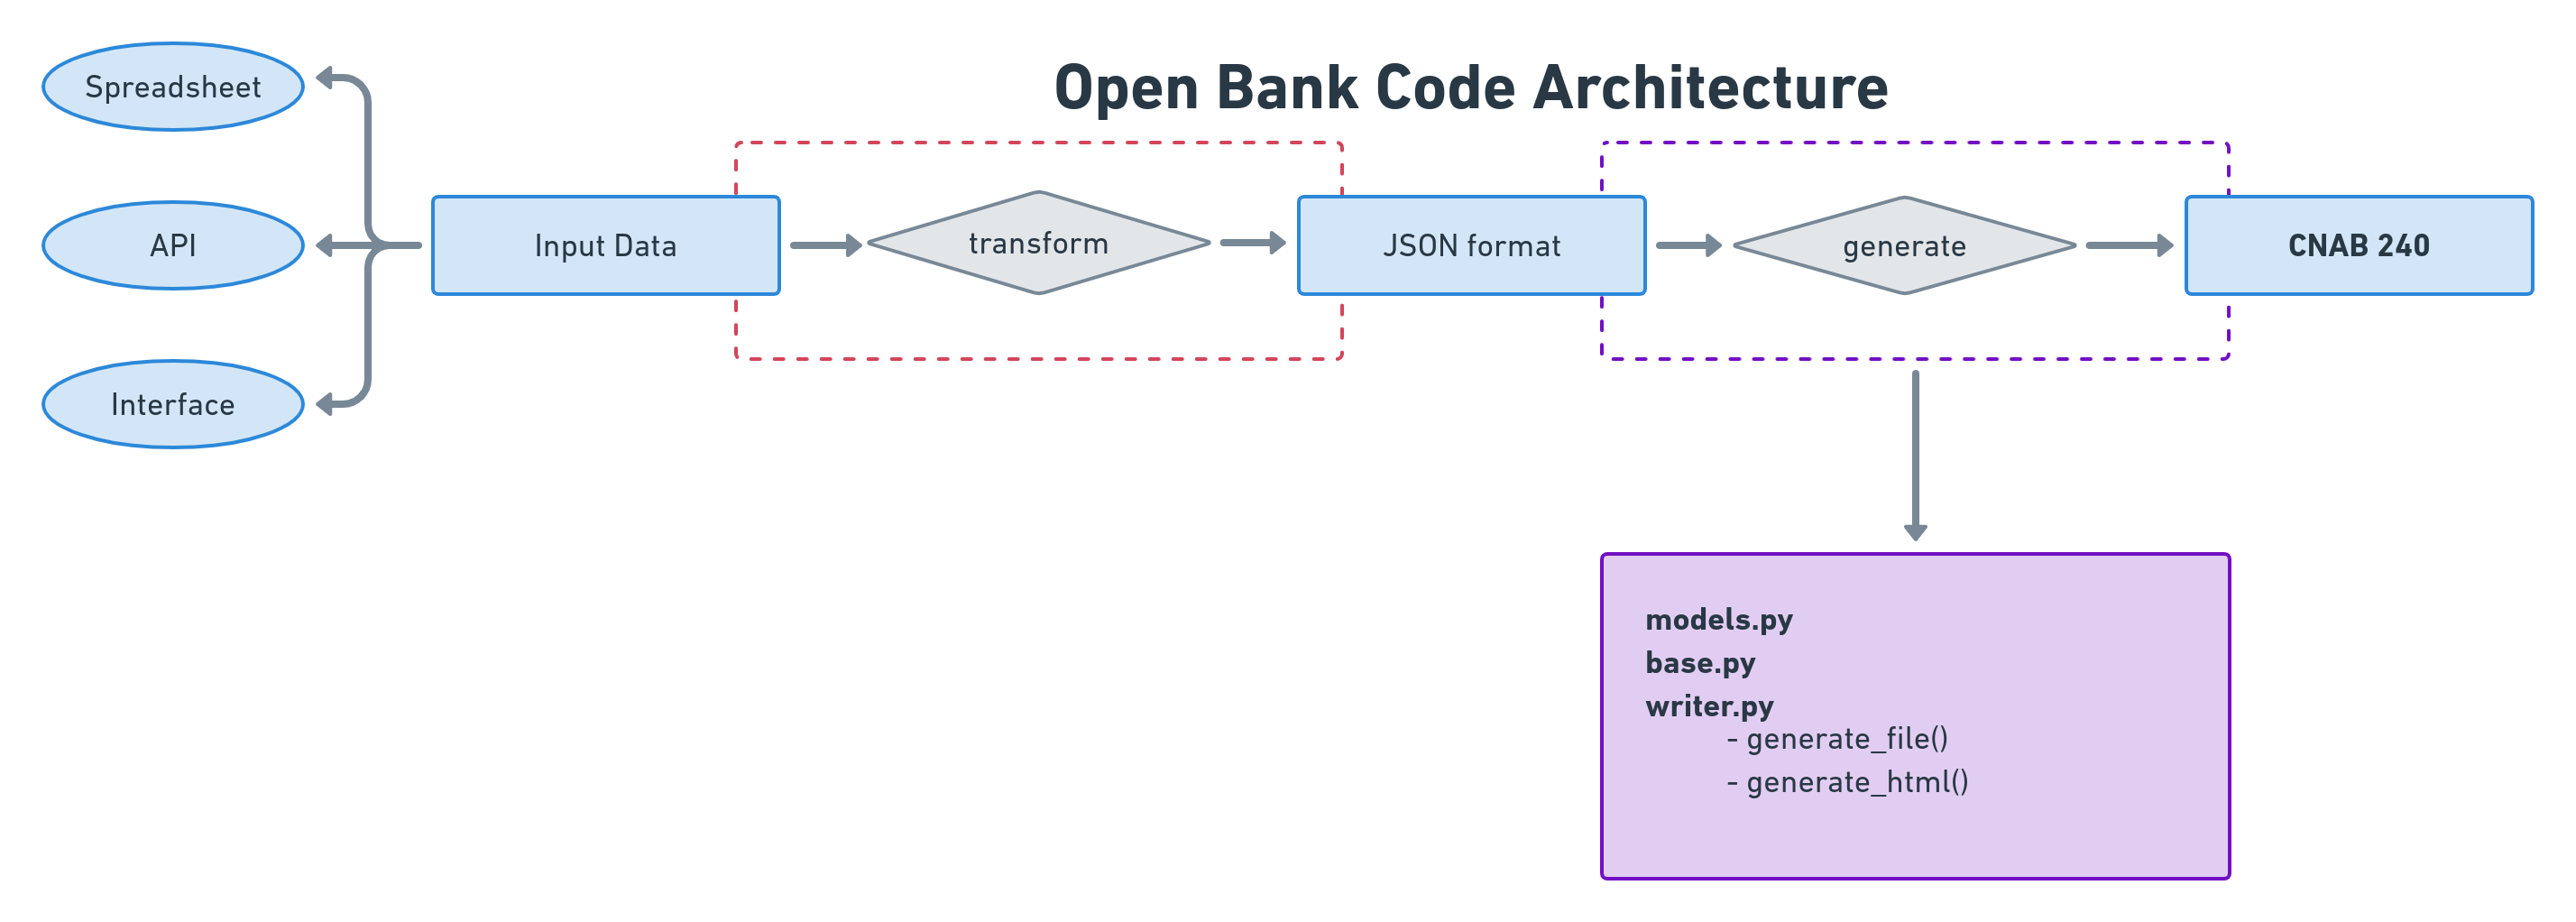 Open Bank Code Architecture
Spreadsheet
API
Interface
Input Data
transform
JSON format
generate
CNAB 240
models.py
base.py
writer.py
- generate_file()
- generate_html()